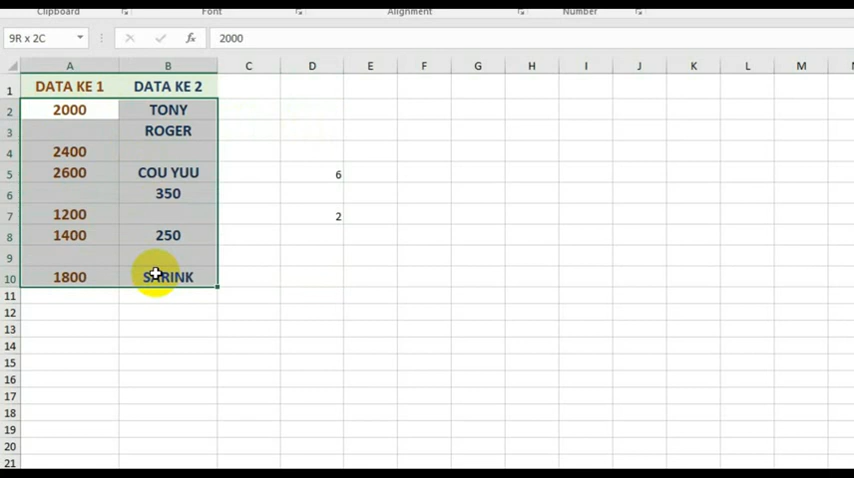 Clipboard Font Alignment Number
9R x 2C fx 2000
A B C D E F G H I J K L M
1 DATA KE 1 DATA KE 2
2 2000 TONY
3 ROGER
4 2400
5 2600 COU YUU 6
6 350
7 1200 2
8 1400 250
9
10 1800 SARINK
11
12
13
14
15
16
17
18
19
20
21